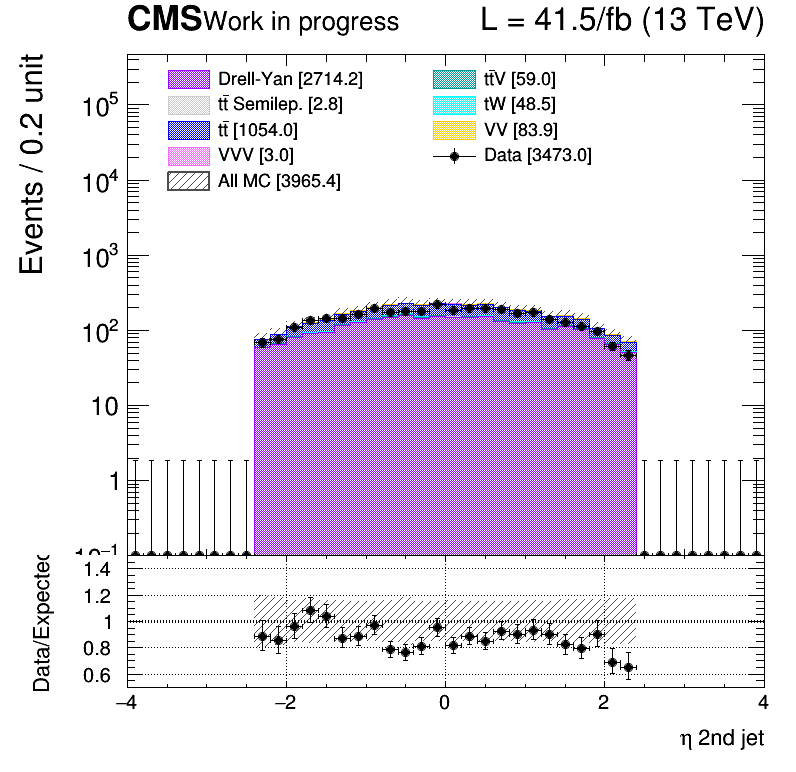 CMS Work in progress L = 41.5/fb (13 TeV)
Events / 0.2 unit
Drell-Yan [2714.2]
tt̄ Semilep. [2.8]
tt̄ [1054.0]
VVV [3.0]
All MC [3965.4]
tt̄V [59.0]
tW [48.5]
VV [83.9]
Data [3473.0]
10⁵
10⁴
10³
10²
10
1
10⁻¹
Data/Expected
1.4
1.2
1
0.8
0.6
−4 −2 0 2 4
η 2nd jet